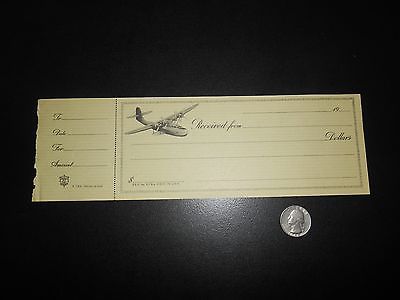 To
Date
For
Amount
19
Received from
Dollars
$